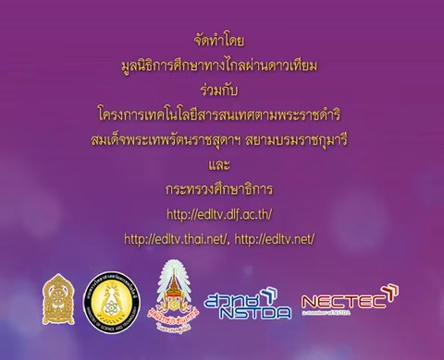 จัดทำโดย
มูลนิธิการศึกษาทางไกลผ่านดาวเทียม
ร่วมกับ
โครงการเทคโนโลยีสารสนเทศตามพระราชดำริ
สมเด็จพระเทพรัตนราชสุดาฯ สยามบรมราชกุมารี
และ
กระทรวงศึกษาธิการ
http://edltv.dlf.ac.th/
http://edltv.thai.net/, http://edltv.net/
สวทช
NSTDA
NECTEC
a member of NSTDA